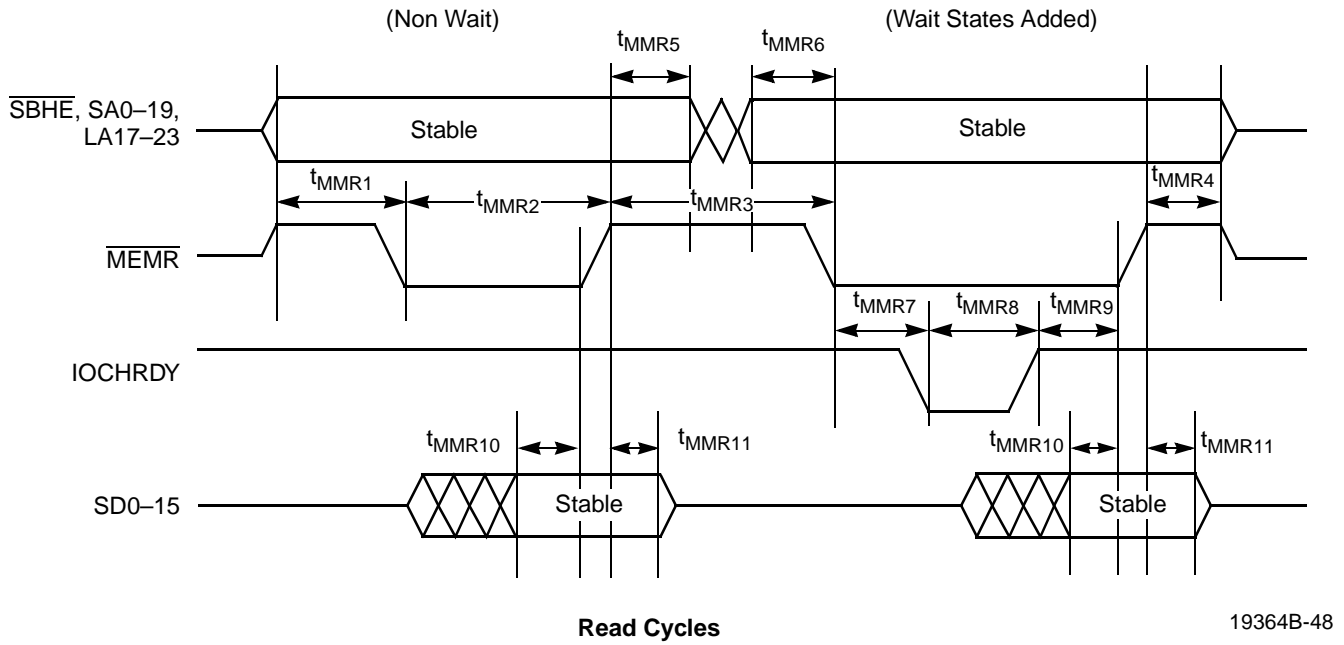 (Non Wait)
(Wait States Added)
tMMR5
tMMR6
SBHE, SA0–19,
LA17–23
Stable
Stable
tMMR1
tMMR2
tMMR3
tMMR4
MEMR
tMMR7
tMMR8
tMMR9
IOCHRDY
tMMR10
tMMR11
tMMR10
tMMR11
SD0–15
Stable
Stable
Read Cycles
19364B-48